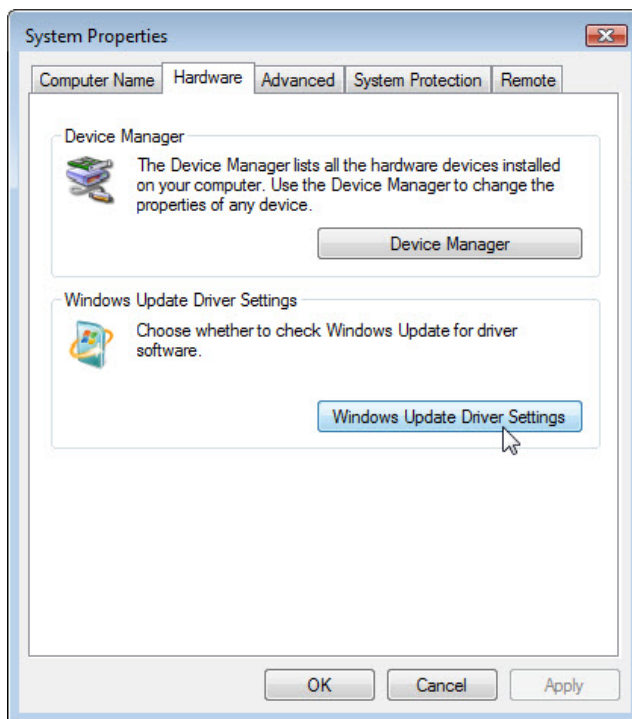 System Properties
Computer Name Hardware Advanced System Protection Remote
Device Manager
The Device Manager lists all the hardware devices installed
on your computer. Use the Device Manager to change the
properties of any device.
Device Manager
Windows Update Driver Settings
Choose whether to check Windows Update for driver
software.
Windows Update Driver Settings
OK Cancel Apply